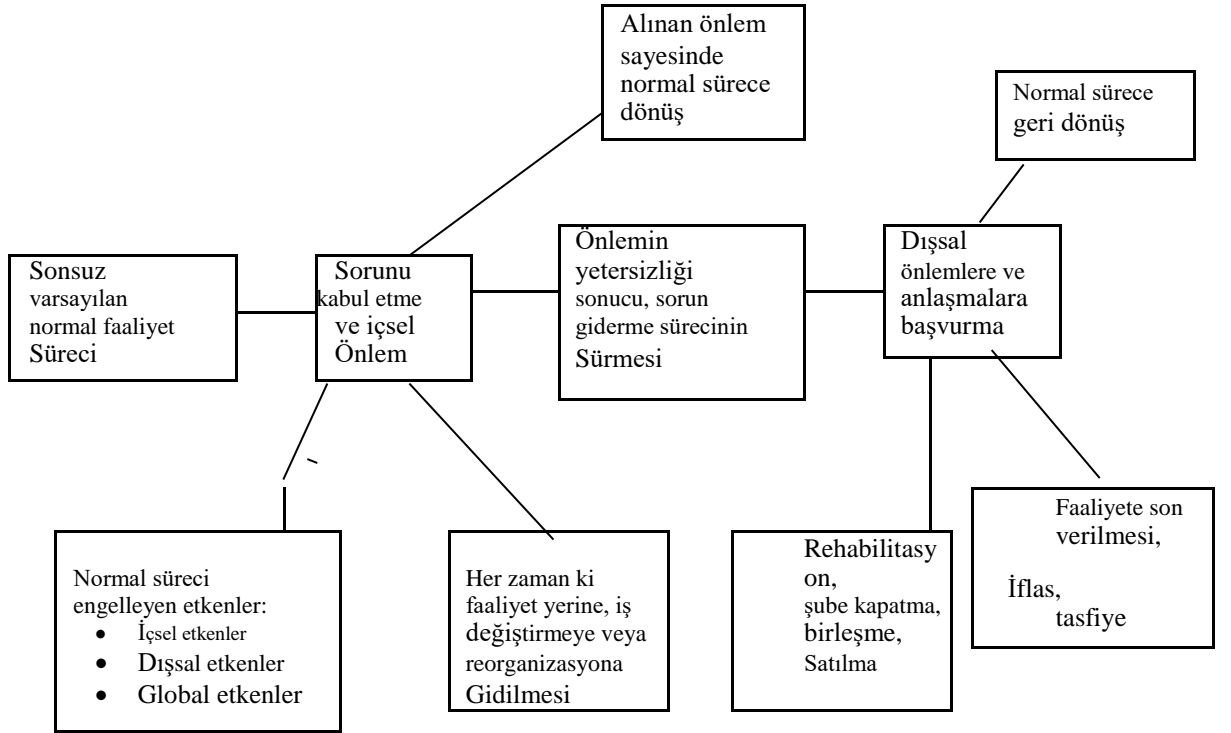 Alınan önlem
sayesinde
normal sürece
dönüş
Normal sürece
geri dönüş
Sonsuz
varsayılan
normal faaliyet
Süreci
Sorunu
kabul etme
ve içsel
Önlem
Önlemin
yetersizliği
sonucu, sorun
giderme sürecinin
Sürmesi
Dışsal
önlemlere ve
anlaşmalara
başvurma
Normal süreci
engelleyen etkenler:
• İçsel etkenler
• Dışsal etkenler
• Global etkenler
Her zaman ki
faaliyet yerine, iş
değiştirmeye veya
reorganizasyona
Gidilmesi
Rehabilitasy
on,
şube kapatma,
birleşme,
Satılma
Faaliyete son
verilmesi,
İflas,
tasfiye